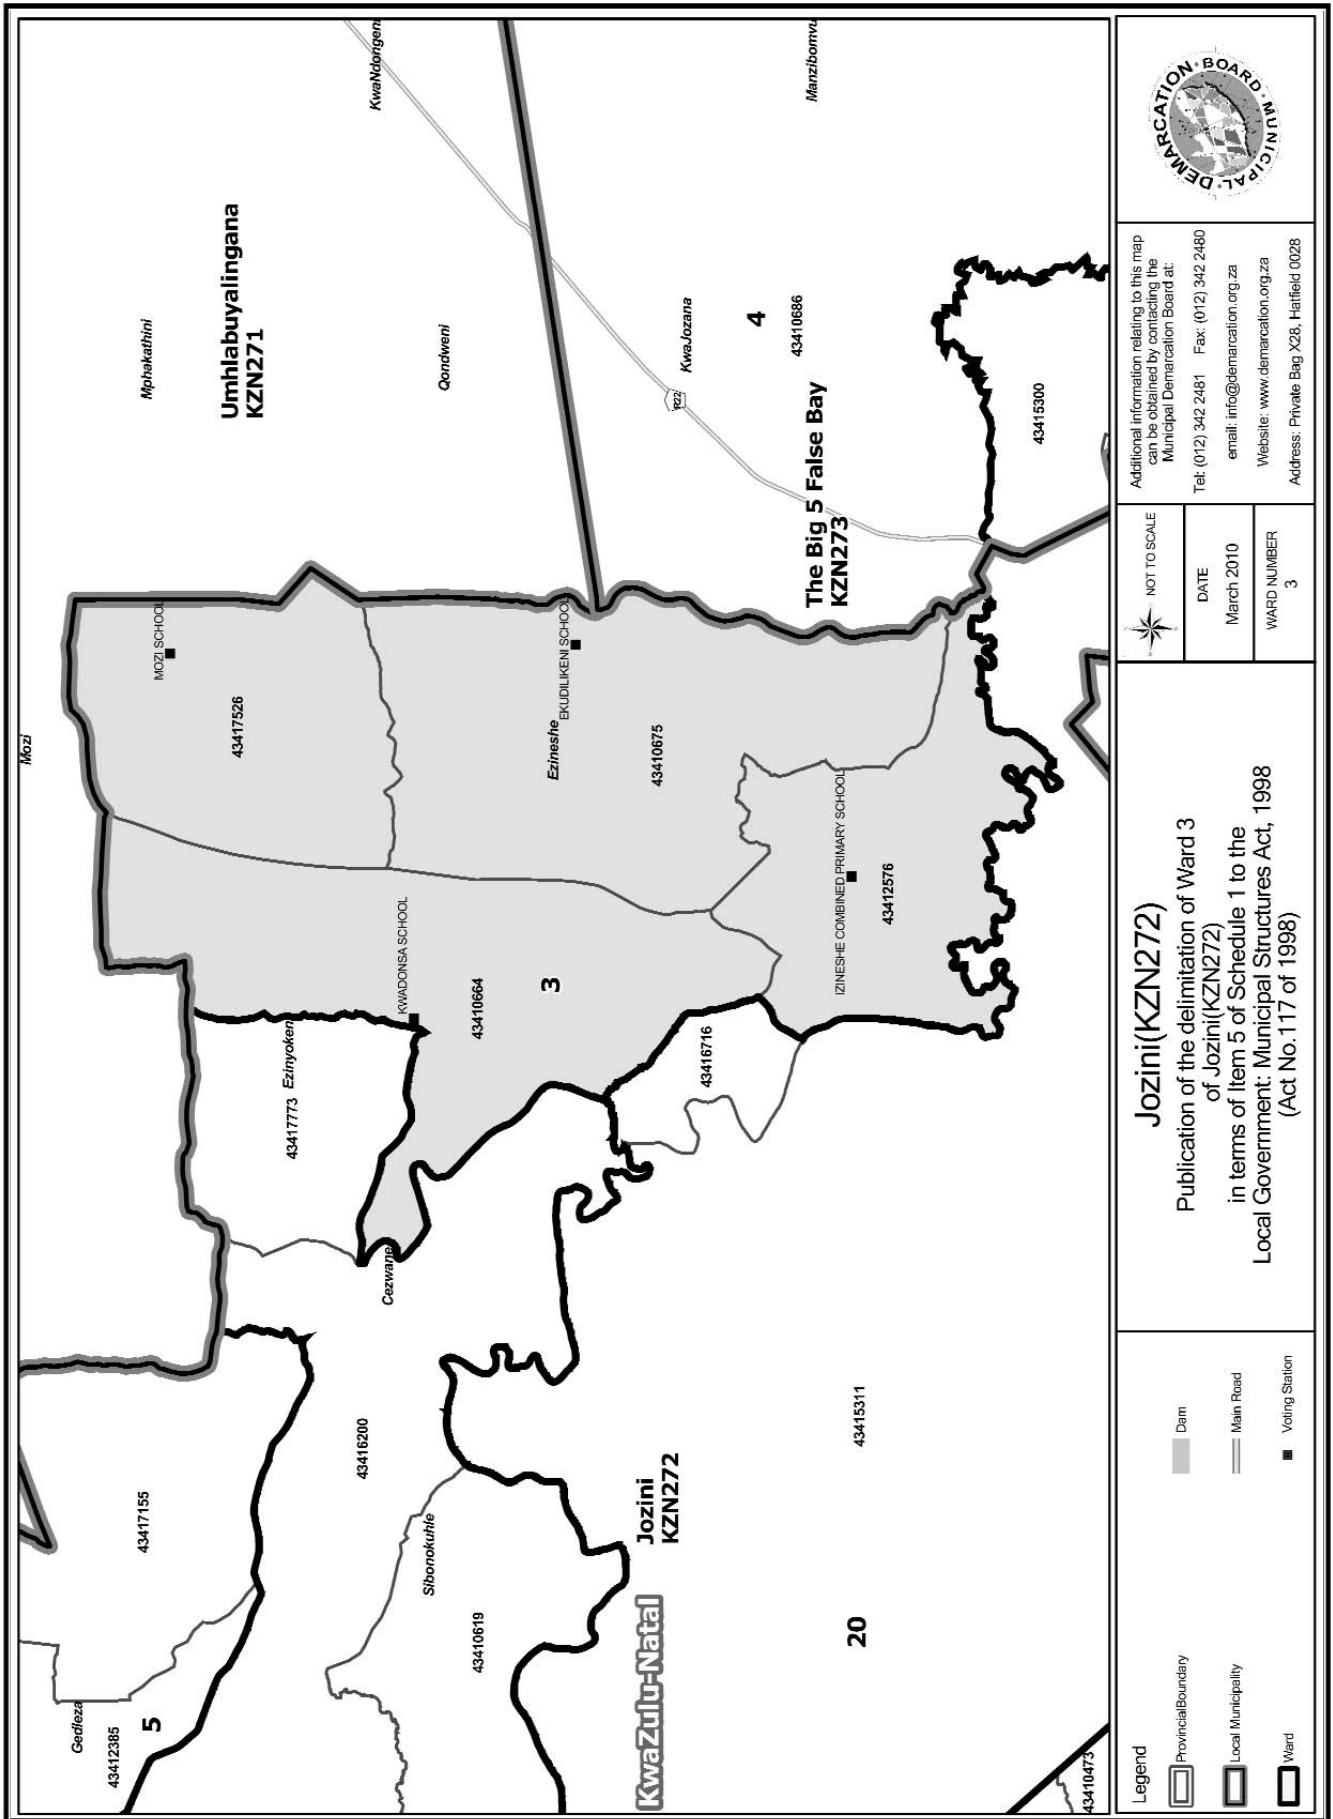 Mozi
Mphakathini
KwaNdongeni
Umhlabuyalingana
KZN271
Qondweni
Manzibomvu
MOZI SCHOOL
43417526
EKUDILIKENI SCHOOL
Ezineshe
43410675
KwaJozana
R22
4
43410686
The Big 5 False Bay
KZN273
43415300
KWADONSA SCHOOL
43410664
3
IZINESHE COMBINED PRIMARY SCHOOL
43412576
43417773
Ezinyoken
43416716
Cezwane
43417155
43416200
Gedleza
43412385
5
Sibonokuhle
43410619
Jozini
KZN272
43415311
KwaZulu-Natal
20
43410473
Legend
ProvincialBoundary
Local Municipality
Ward
Dam
Main Road
Voting Station
Jozini(KZN272)
Publication of the delimitation of Ward 3
of Jozini(KZN272)
in terms of Item 5 of Schedule 1 to the
Local Government: Municipal Structures Act, 1998
(Act No.117 of 1998)
NOT TO SCALE
DATE
March 2010
WARD NUMBER
3
Additional information relating to this map
can be obtained by contacting the
Municipal Demarcation Board at:
Tel: (012) 342 2481 Fax: (012) 342 2480
email: info@demarcation.org.za
Website: www.demarcation.org.za
Address: Private Bag X28, Hatfield 0028
MUNICIPAL DEMARCATION BOARD